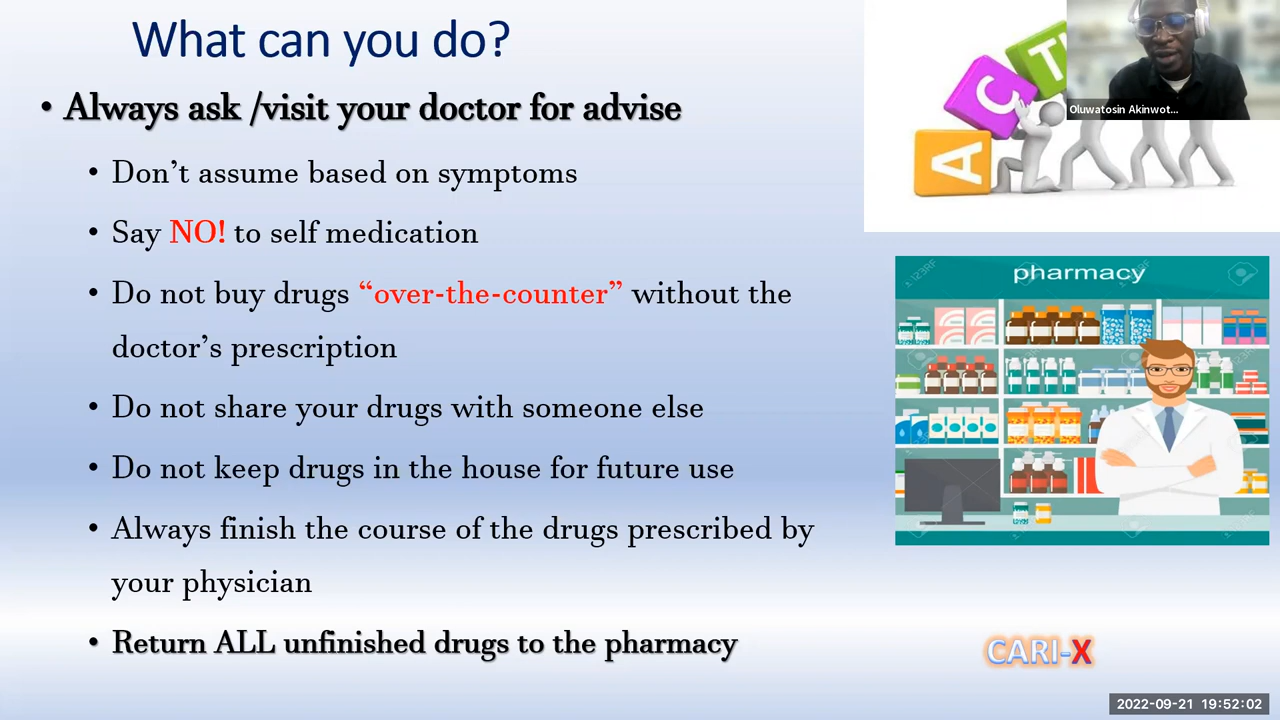 What can you do?
• Always ask /visit your doctor for advise
• Don't assume based on symptoms
• Say NO! to self medication
• Do not buy drugs “over-the-counter” without the
doctor's prescription
• Do not share your drugs with someone else
• Do not keep drugs in the house for future use
• Always finish the course of the drugs prescribed by
your physician
• Return ALL unfinished drugs to the pharmacy
A
C
T
Oluwatosin Akinwot...
pharmacy
123RF
CARI-X
2022-09-21 19:52:02